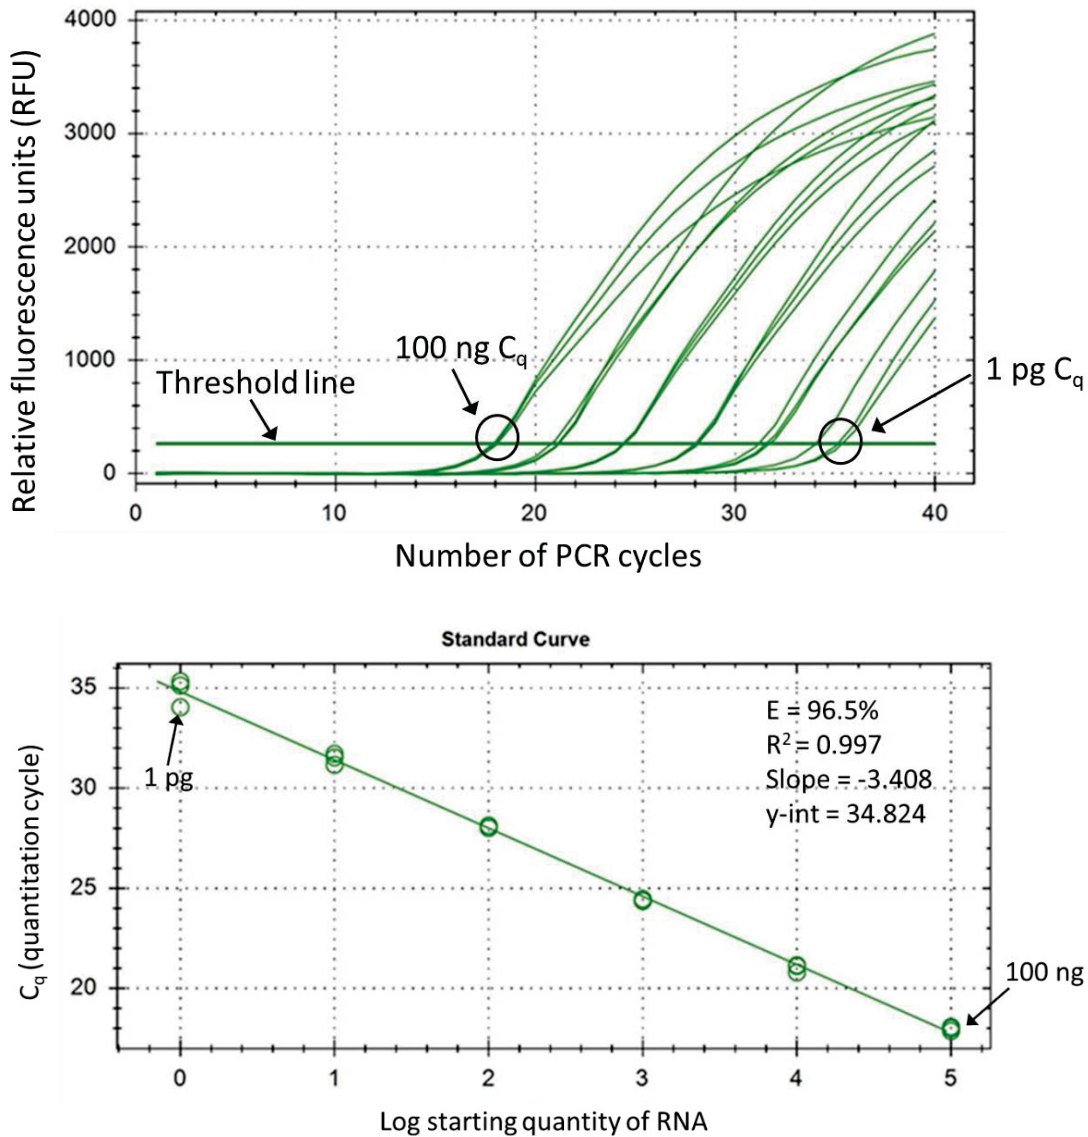 Relative fluorescence units (RFU)
4000
3000
2000
1000
0
Threshold line
100 ng Cq
1 pg Cq
0
10
20
30
40
Number of PCR cycles
Standard Curve
Cq (quantitation cycle)
35
30
25
20
1 pg
E = 96.5%
R² = 0.997
Slope = -3.408
y-int = 34.824
100 ng
0
1
2
3
4
5
Log starting quantity of RNA